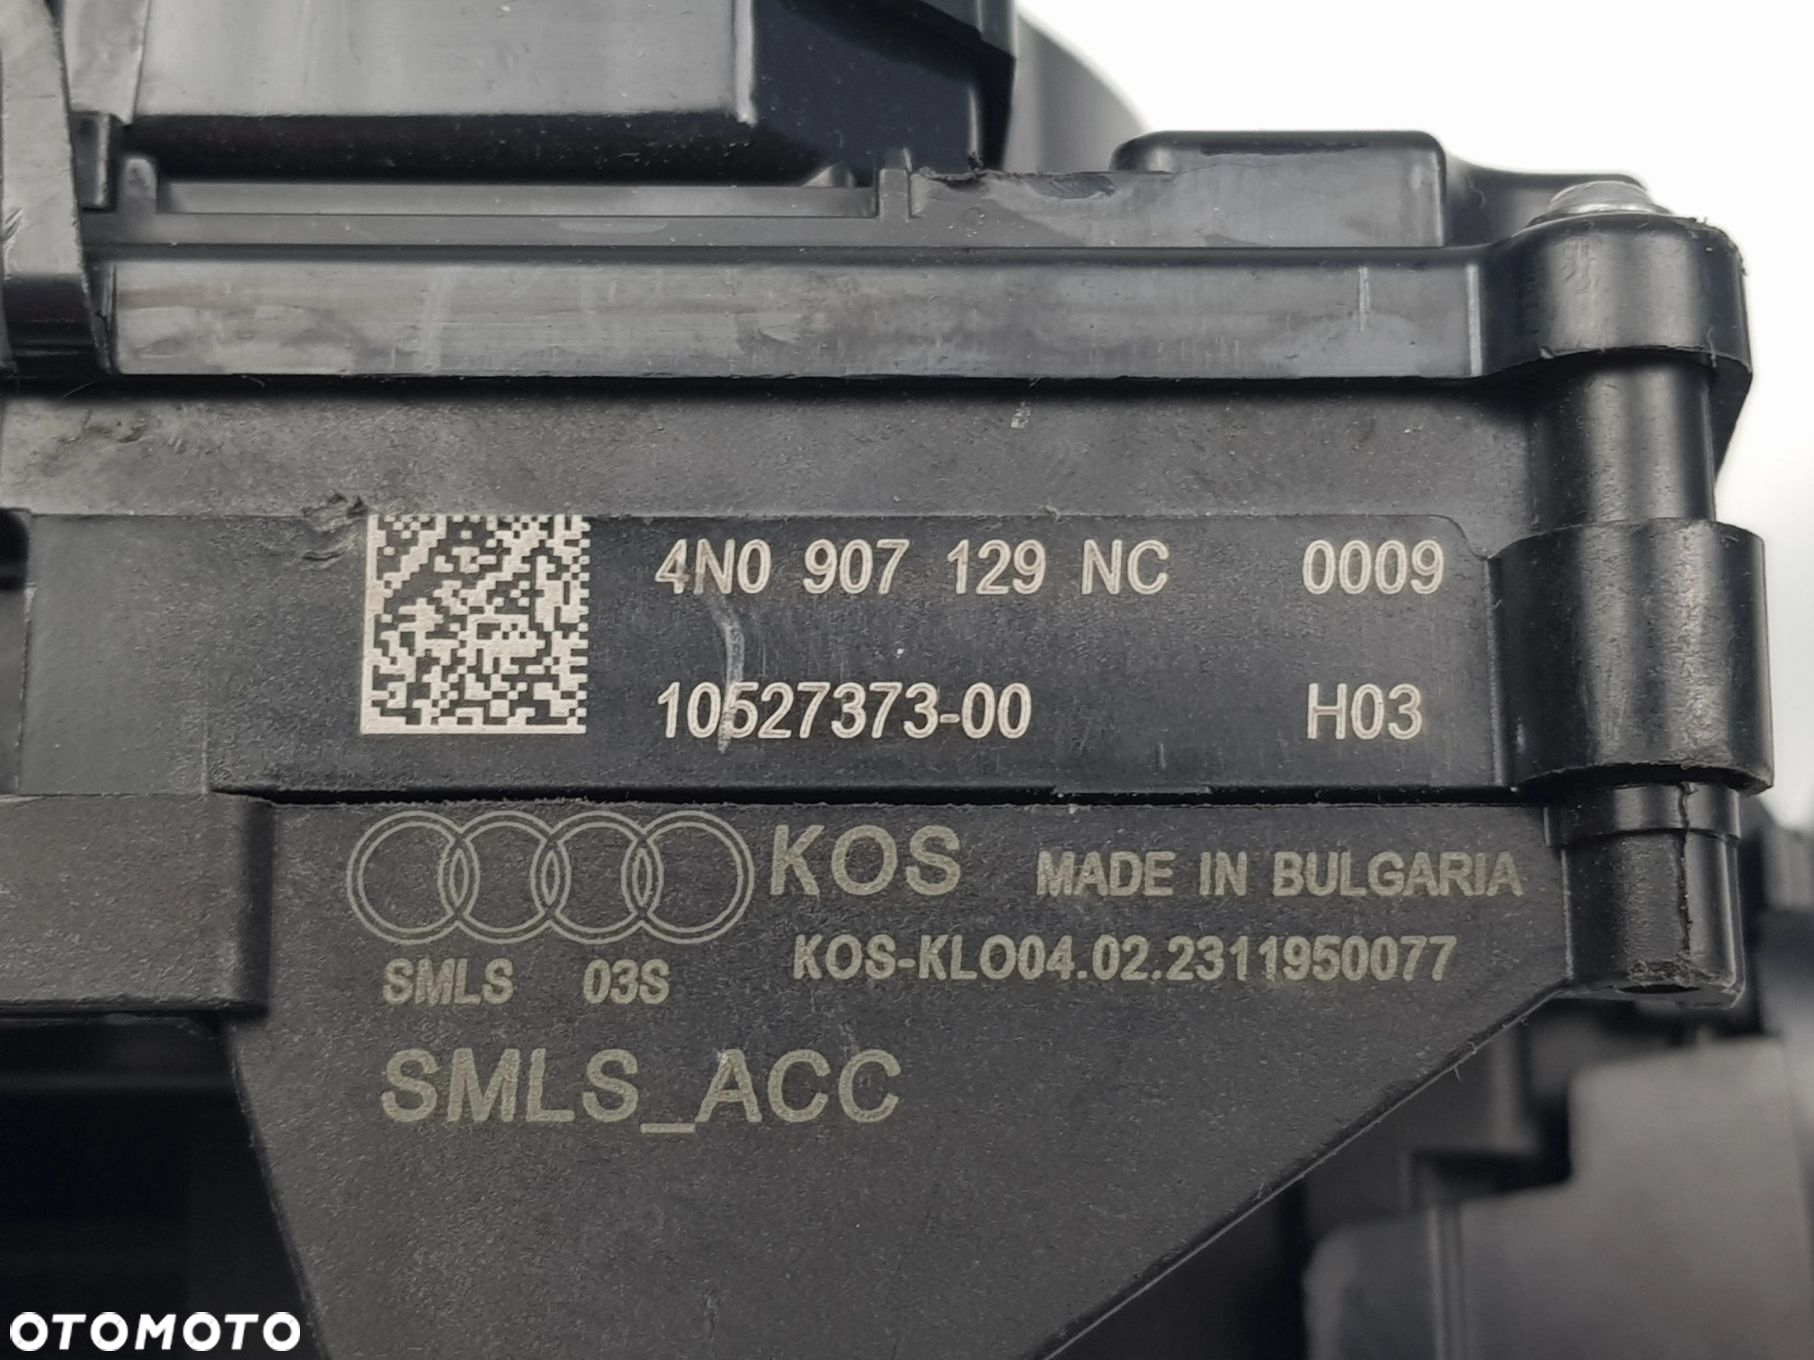 4N0 907 129 NC 0009
10527373-00 H03
KOS MADE IN BULGARIA
SMLS 03S KOS-KLO04.02.2311950077
SMLS_ACC
OTOMOTO